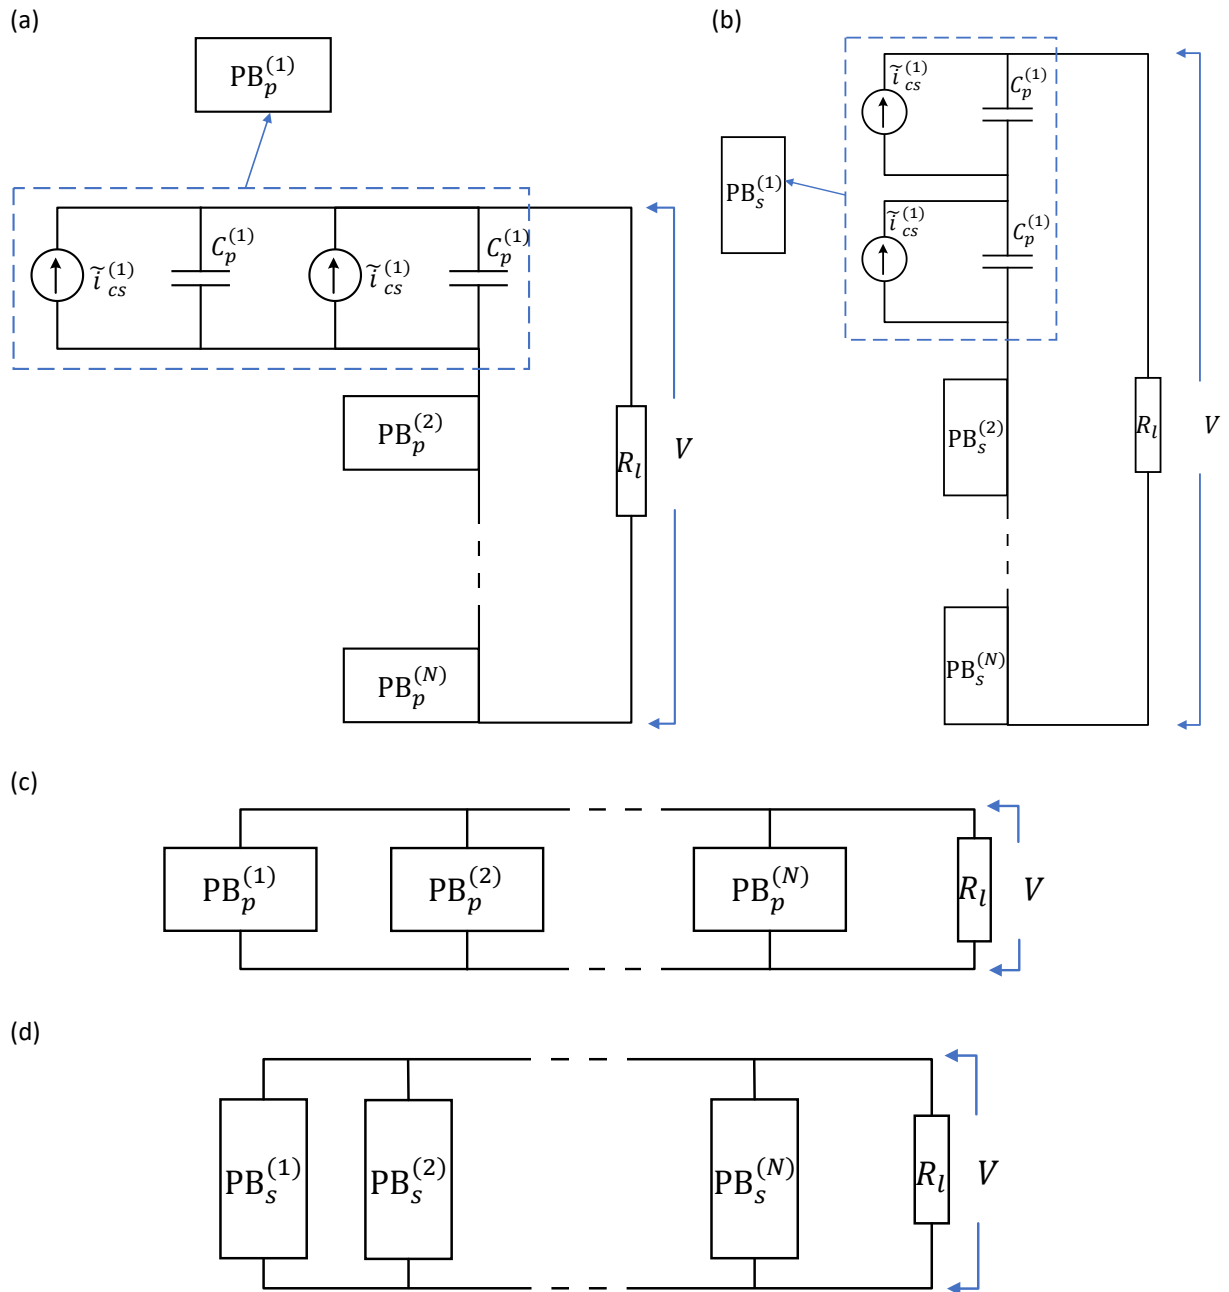 (a)
PB_p^(1)
ĩ_cs^(1)
C_p^(1)
ĩ_cs^(1)
C_p^(1)
PB_p^(2)
R_l
V
PB_p^(N)
(b)
ĩ_cs^(1)
C_p^(1)
PB_s^(1)
ĩ_cs^(1)
C_p^(1)
PB_s^(2)
R_l
V
PB_s^(N)
(c)
PB_p^(1)
PB_p^(2)
PB_p^(N)
R_l
V
(d)
PB_s^(1)
PB_s^(2)
PB_s^(N)
R_l
V